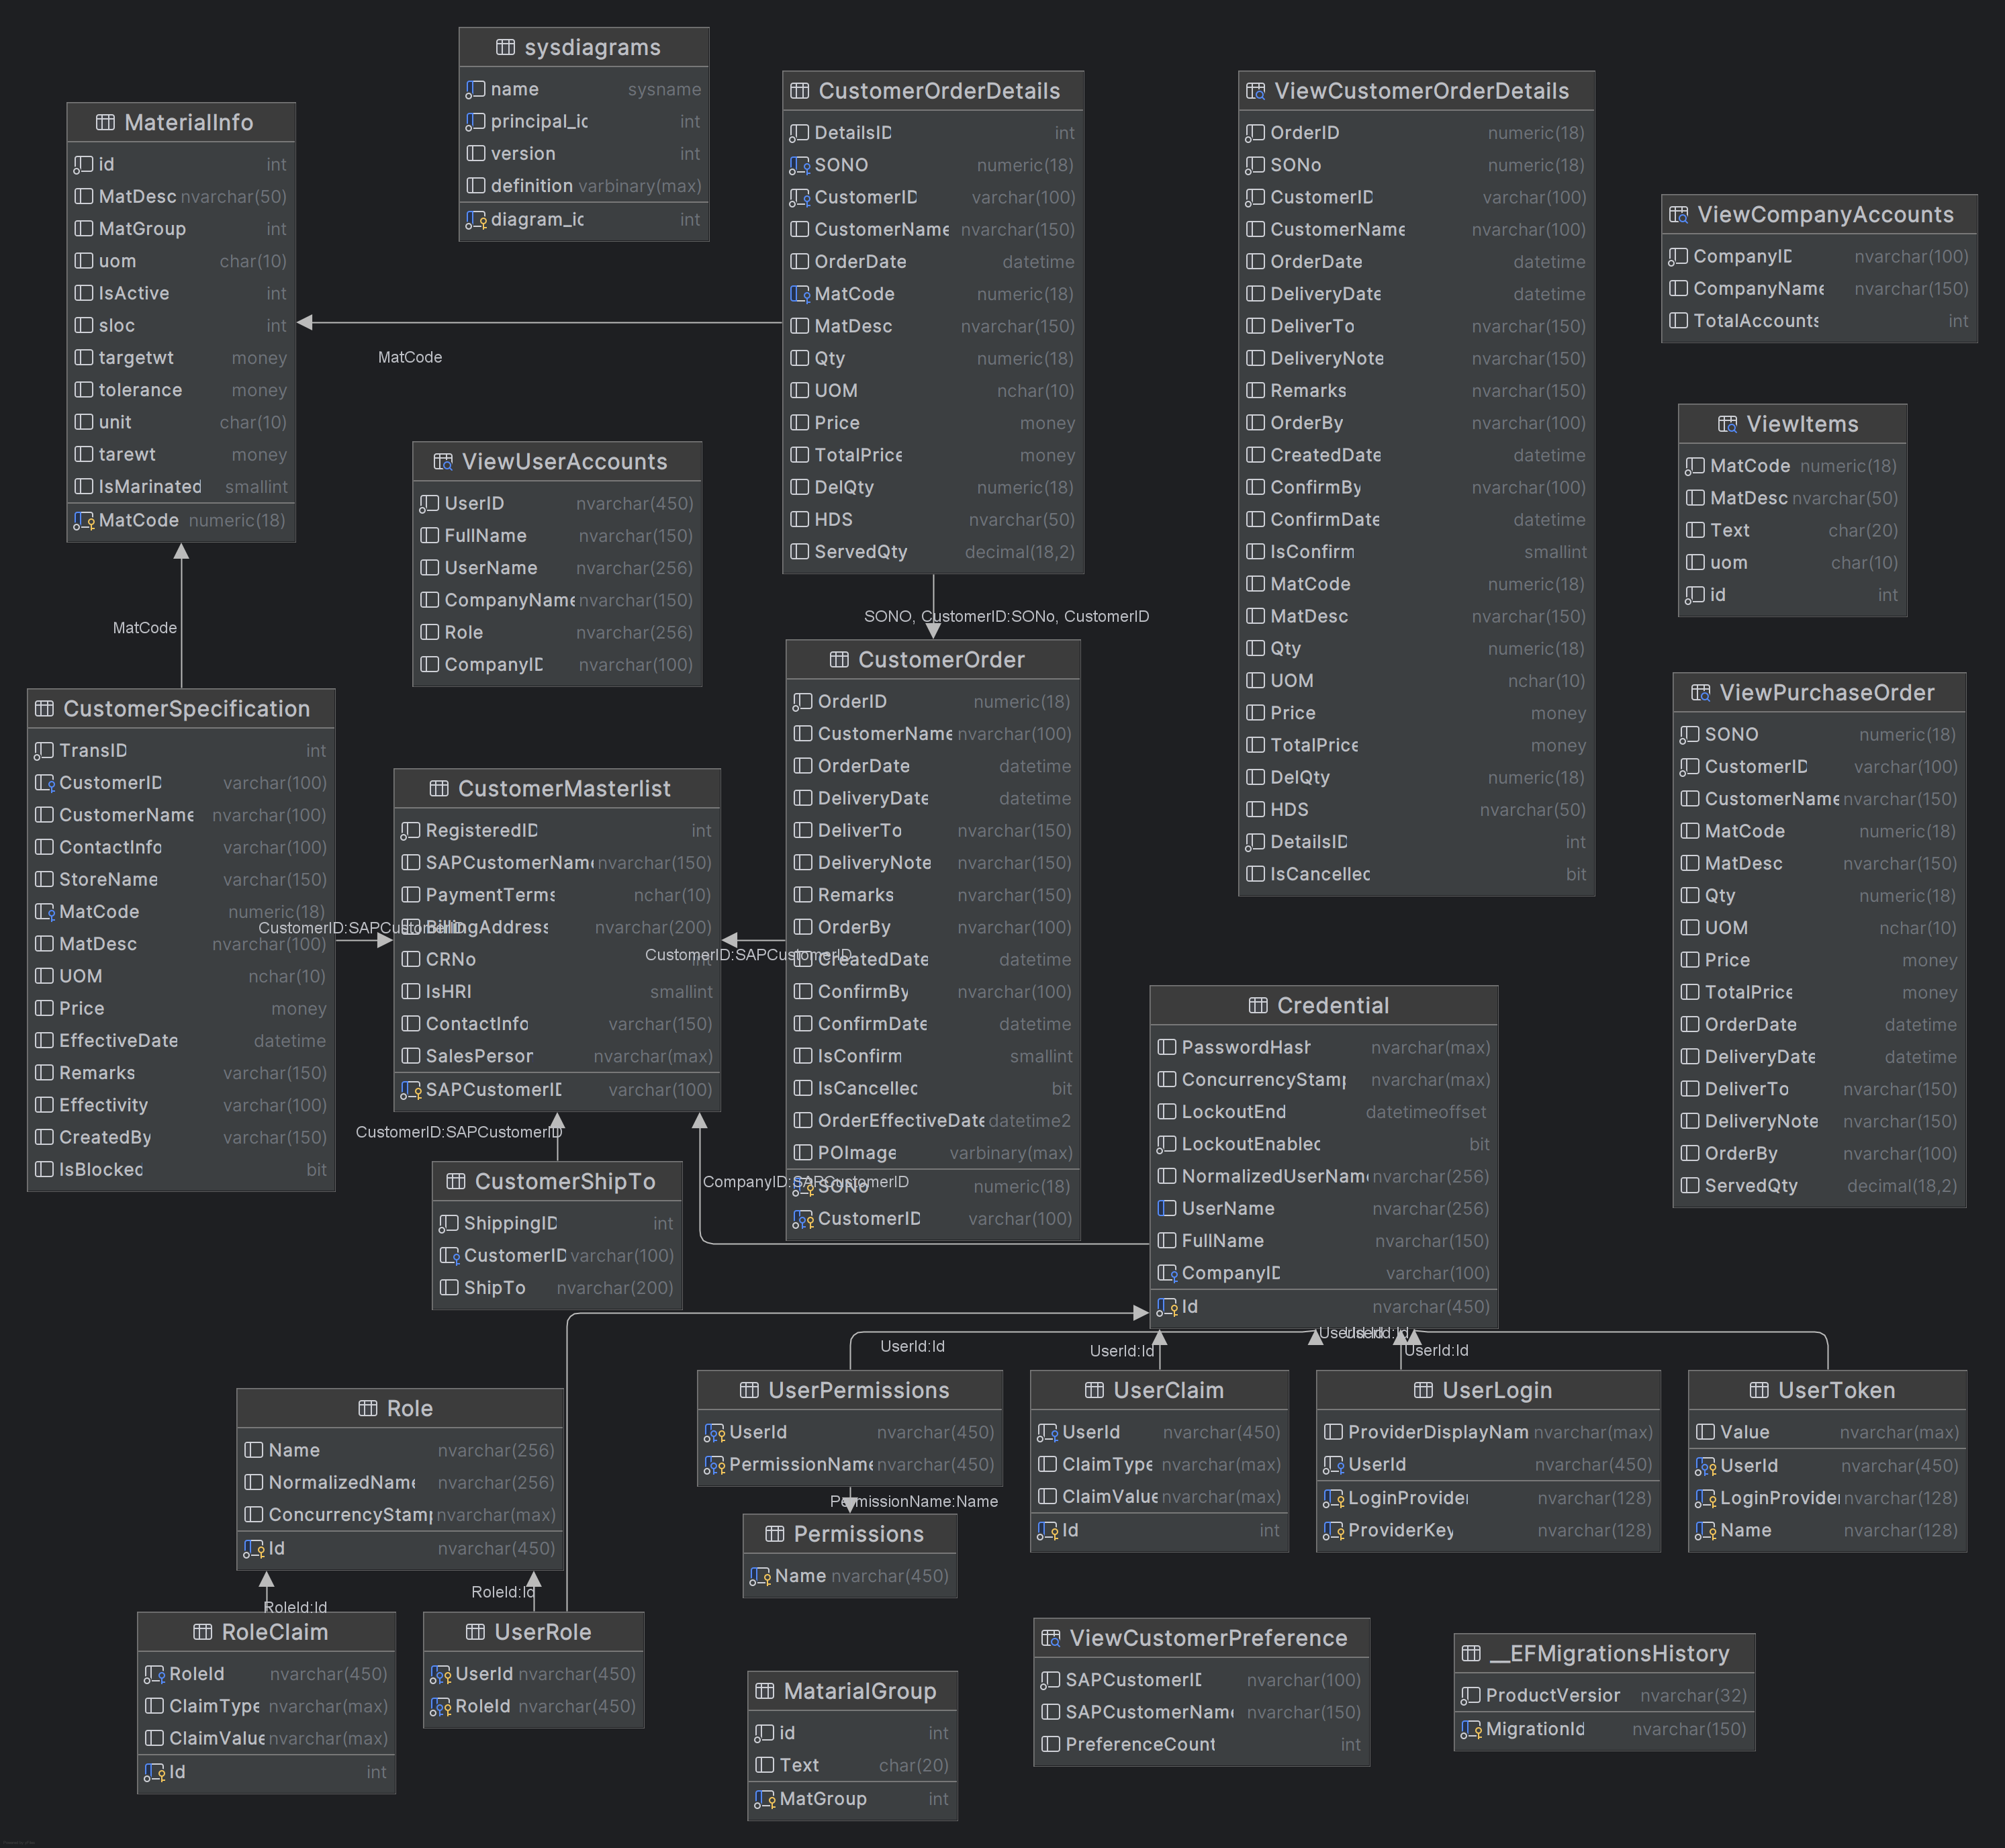 sysdiagrams
name sysname
principal_ic int
version int
definition varbinary(max)
diagram_ic int
CustomerOrderDetails
DetailsID int
SONO numeric(18)
CustomerID varchar(100)
CustomerName nvarchar(150)
OrderDate datetime
MatCode numeric(18)
MatDesc nvarchar(150)
Qty numeric(18)
UOM nchar(10)
Price money
TotalPrice money
DelQty numeric(18)
HDS nvarchar(50)
ServedQty decimal(18,2)
ViewCustomerOrderDetails
OrderID numeric(18)
SONo numeric(18)
CustomerID varchar(100)
CustomerName nvarchar(100)
OrderDate datetime
DeliveryDate datetime
DeliverTo nvarchar(150)
DeliveryNote nvarchar(150)
Remarks nvarchar(150)
OrderBy nvarchar(100)
CreatedDate datetime
ConfirmBy nvarchar(100)
ConfirmDate datetime
IsConfirm smallint
MatCode numeric(18)
MatDesc nvarchar(150)
Qty numeric(18)
UOM nchar(10)
Price money
TotalPrice money
DelQty numeric(18)
HDS nvarchar(50)
DetailsID int
IsCancellec bit
MaterialInfo
id int
MatDesc nvarchar(50)
MatGroup int
uom char(10)
IsActive int
sloc int
targetwt money
tolerance money
unit char(10)
tarewt money
IsMarinated smallint
MatCode numeric(18)
ViewCompanyAccounts
CompanyID nvarchar(100)
CompanyName nvarchar(150)
TotalAccounts int
MatCode
ViewItems
MatCode numeric(18)
MatDesc nvarchar(50)
Text char(20)
uom char(10)
id int
ViewUserAccounts
UserID nvarchar(450)
FullName nvarchar(150)
UserName nvarchar(256)
CompanyName nvarchar(150)
Role nvarchar(256)
CompanyID nvarchar(100)
MatCode
SONO, CustomerID:SONo, CustomerID
CustomerOrder
OrderID numeric(18)
CustomerName nvarchar(100)
OrderDate datetime
DeliveryDate datetime
DeliverTo nvarchar(150)
DeliveryNote nvarchar(150)
Remarks nvarchar(150)
OrderBy nvarchar(100)
CreatedDate datetime
ConfirmBy nvarchar(100)
ConfirmDate datetime
IsConfirm smallint
IsCancellec bit
OrderEffectiveDate datetime2
POImage varbinary(max)
SONo numeric(18)
CustomerID varchar(100)
ViewPurchaseOrder
SONO numeric(18)
CustomerID varchar(100)
CustomerName nvarchar(150)
MatCode numeric(18)
MatDesc nvarchar(150)
Qty numeric(18)
UOM nchar(10)
Price money
TotalPrice money
OrderDate datetime
DeliveryDate datetime
DeliverTo nvarchar(150)
DeliveryNote nvarchar(150)
OrderBy nvarchar(100)
ServedQty decimal(18,2)
CustomerSpecification
TransID int
CustomerID varchar(100)
CustomerName nvarchar(100)
ContactInfo varchar(100)
StoreName varchar(150)
MatCode numeric(18)
MatDesc nvarchar(100)
UOM nchar(10)
Price money
EffectiveDate datetime
Remarks varchar(150)
Effectivity varchar(100)
CreatedBy varchar(150)
IsBlockec bit
CustomerID:SAPCustomerID
CustomerMasterlist
RegisteredID int
SAPCustomerName nvarchar(150)
PaymentTerms nchar(10)
BillingAddress nvarchar(200)
CRNo int
IsHRI smallint
ContactInfo varchar(150)
SalesPersor nvarchar(max)
SAPCustomerID varchar(100)
CustomerID:SAPCustomerID
CustomerID:SAPCustomerID
CompanyID:SAPCustomerID
CustomerShipTo
ShippingID int
CustomerID varchar(100)
ShipTo nvarchar(200)
Credential
PasswordHash nvarchar(max)
ConcurrencyStamp nvarchar(max)
LockoutEnd datetimeoffset
LockoutEnablec bit
NormalizedUserName nvarchar(256)
UserName nvarchar(256)
FullName nvarchar(150)
CompanyID varchar(100)
Id nvarchar(450)
UserId:Id
UserId:Id
UserId:Id
UserPermissions
UserId nvarchar(450)
PermissionName nvarchar(450)
UserClaim
UserId nvarchar(450)
ClaimType nvarchar(max)
ClaimValue nvarchar(max)
Id int
UserLogin
ProviderDisplayNam nvarchar(max)
UserId nvarchar(450)
LoginProvider nvarchar(128)
ProviderKey nvarchar(128)
UserToken
Value nvarchar(max)
UserId nvarchar(450)
LoginProvider nvarchar(128)
Name nvarchar(128)
Role
Name nvarchar(256)
NormalizedName nvarchar(256)
ConcurrencyStamp nvarchar(max)
Id nvarchar(450)
PermissionName:Name
Permissions
Name nvarchar(450)
RoleId:Id
RoleId:Id
RoleClaim
RoleId nvarchar(450)
ClaimType nvarchar(max)
ClaimValue nvarchar(max)
Id int
UserRole
UserId nvarchar(450)
RoleId nvarchar(450)
MatarialGroup
id int
Text char(20)
MatGroup int
ViewCustomerPreference
SAPCustomerID nvarchar(100)
SAPCustomerName nvarchar(150)
PreferenceCount int
__EFMigrationsHistory
ProductVersior nvarchar(32)
MigrationId nvarchar(150)